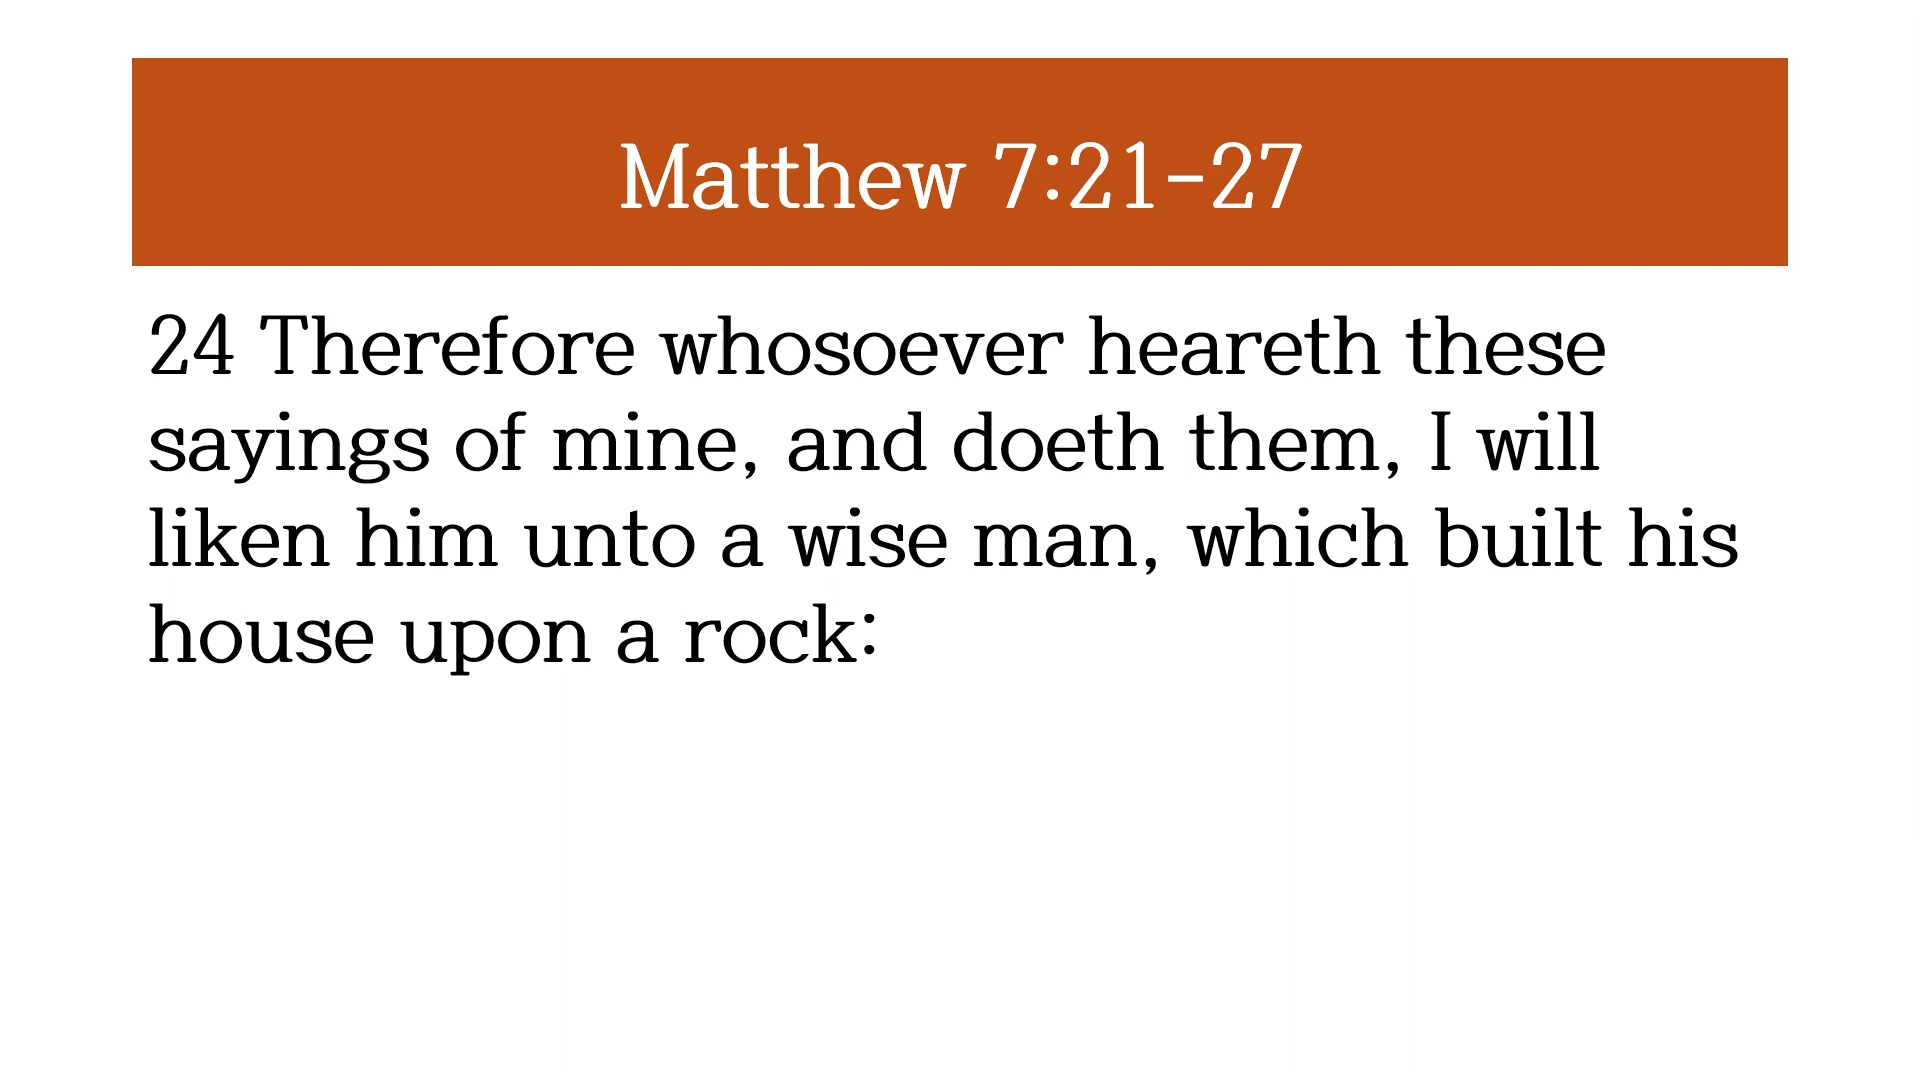 Matthew 7:21-27
24 Therefore whosoever heareth these
sayings of mine, and doeth them, I will
liken him unto a wise man, which built his
house upon a rock: